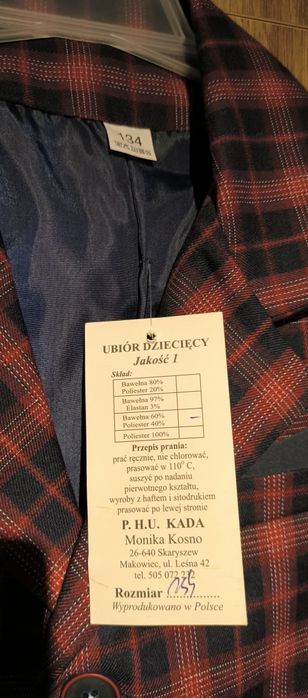 134
UBIÓR DZIECIĘCY
Jakość 1
Skład:
Bawełna 80%
Poliester 20%
Bawełna 97%
Elastan 3%
Bawełna 60%
Poliester 40%
–
Poliester 100%
Przepis prania:
prać ręcznie, nie chlorować,
prasować w 110° C,
suszyć po nadaniu
pierwotnego kształtu,
wyroby z haftem i sitodrukiem
prasować po lewej stronie
P. H. U. KADA
Monika Kosno
26-640 Skaryszew
Makowiec, ul. Leśna 42
tel. 505 072
Rozmiar
Wyprodukowano w Polsce